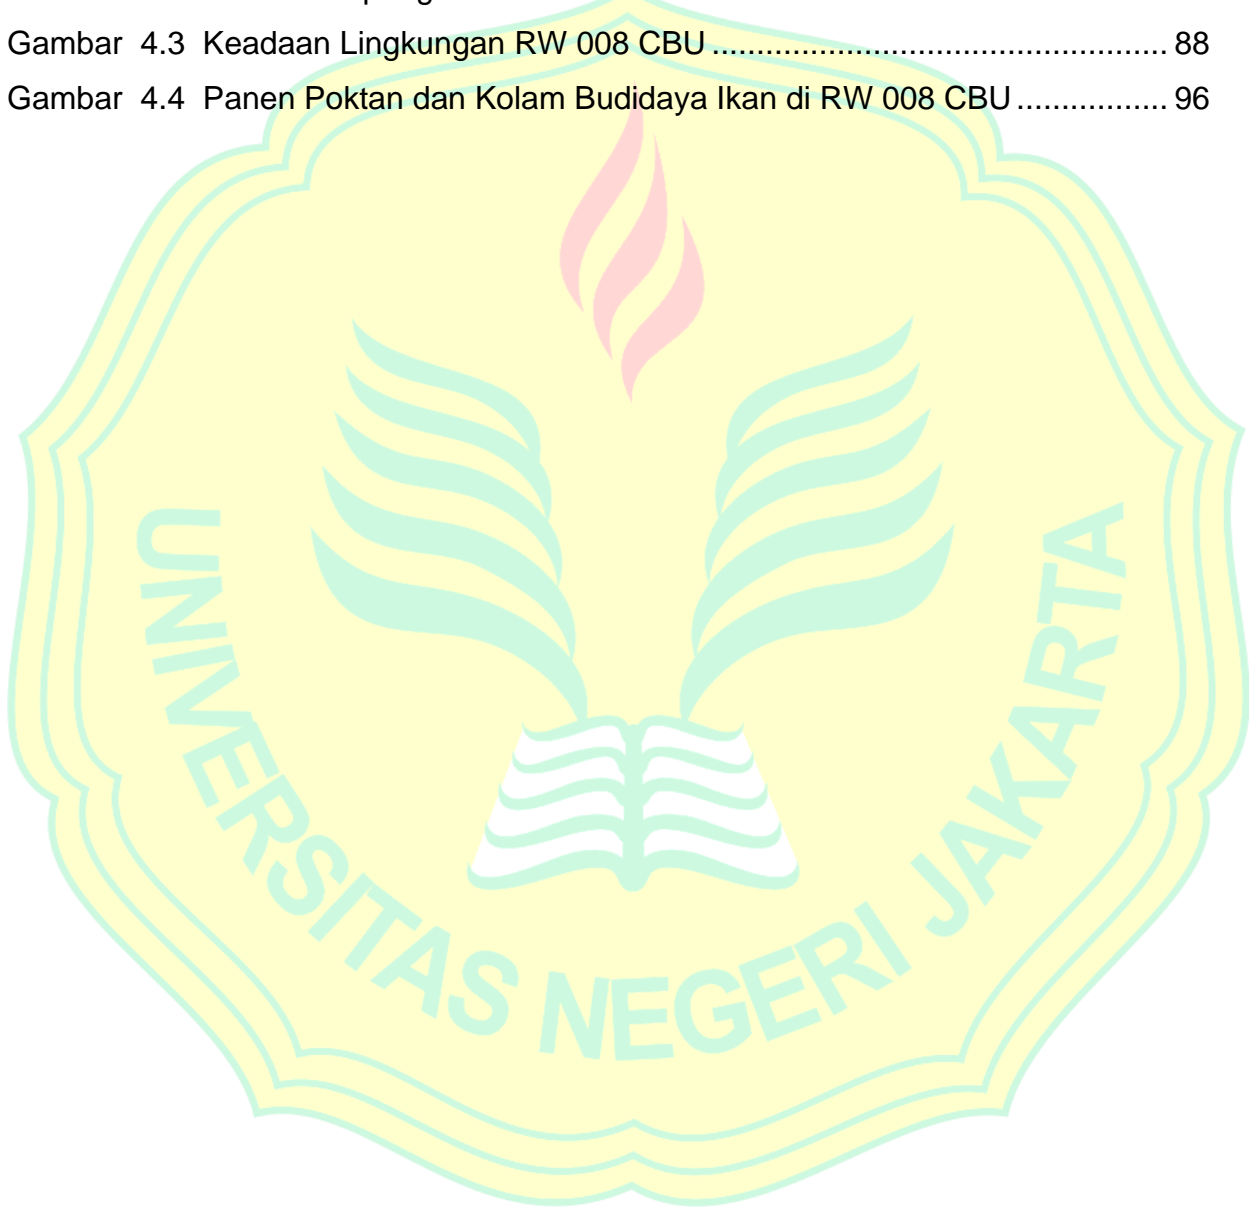 Gambar 4.3 Keadaan Lingkungan RW 008 CBU .................................................... 88
Gambar 4.4 Panen Poktan dan Kolam Budidaya Ikan di RW 008 CBU ................. 96
UNIVERSITAS NEGERI JAKARTA